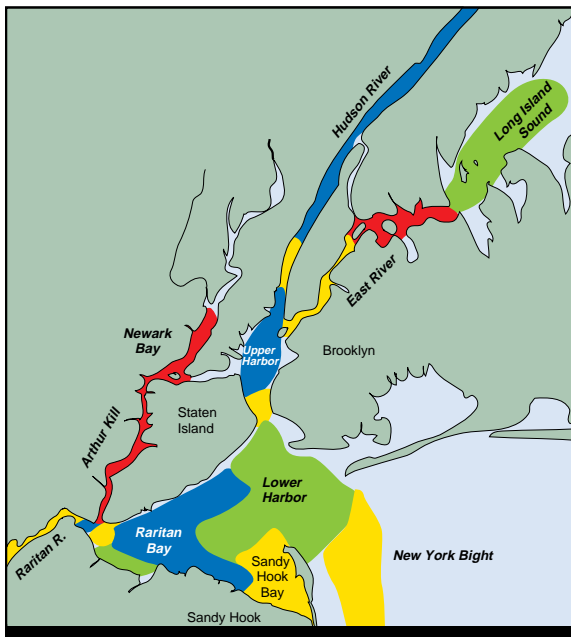 Hudson River
Long Island
Sound
East River
Newark
Bay
Upper
Harbor
Brooklyn
Staten
Island
Arthur Kill
Lower
Harbor
Raritan
Bay
Raritan R.
Sandy
Hook
Bay
New York Bight
Sandy Hook